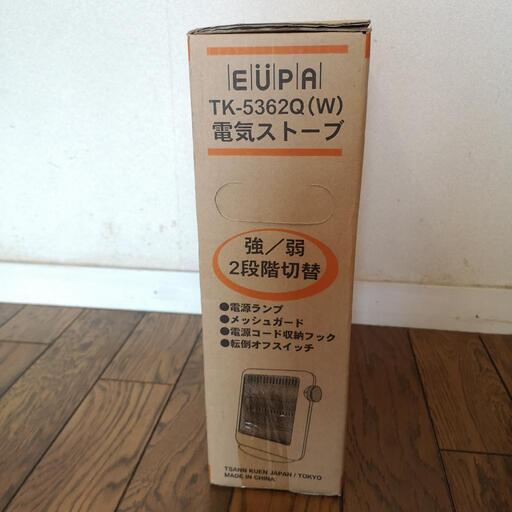 EUPA
TK-5362Q(W)
電気ストーブ
強／弱
2段階切替
●電源ランプ
●メッシュガード
●電源コード収納フック
●転倒オフスイッチ
TSANN KUEN JAPAN / TOKYO
MADE IN CHINA